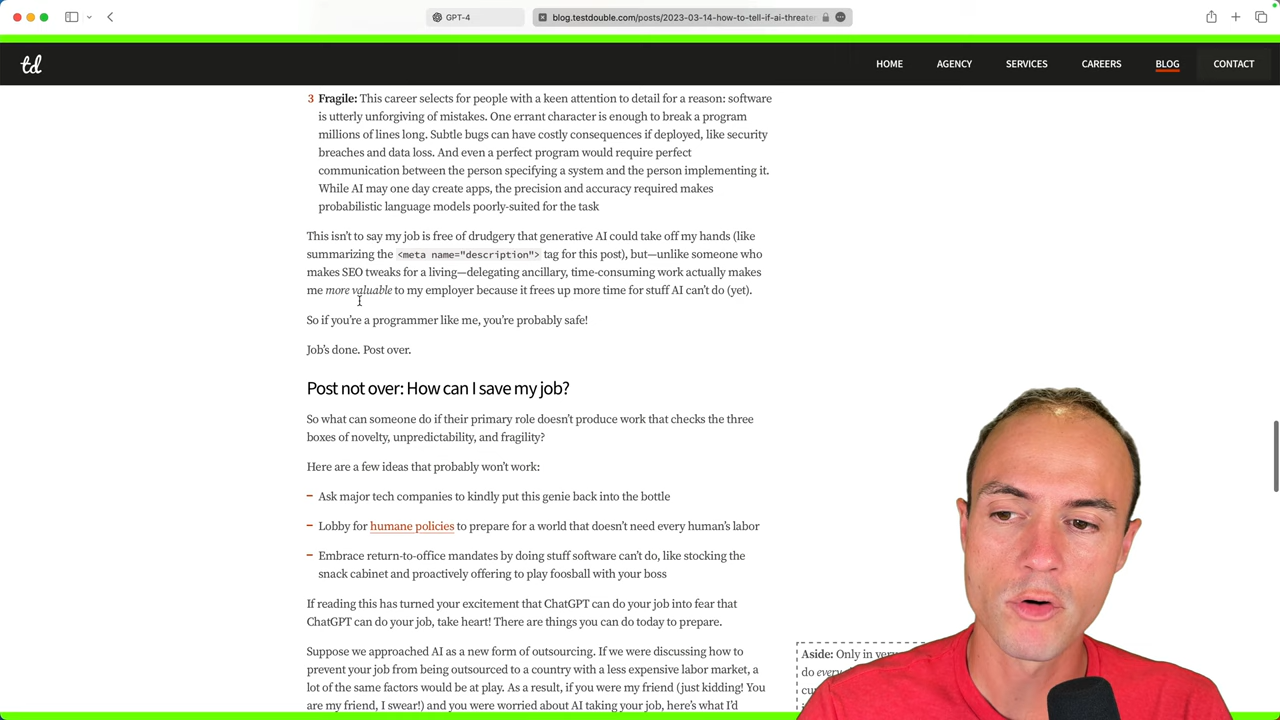 GPT-4
blog.testdouble.com/posts/2023-03-14-how-to-tell-if-ai-threate
td
HOME
AGENCY
SERVICES
CAREERS
BLOG
CONTACT
3 Fragile: This career selects for people with a keen attention to detail for a reason: software
is utterly unforgiving of mistakes. One errant character is enough to break a program
millions of lines long. Subtle bugs can have costly consequences if deployed, like security
breaches and data loss. And even a perfect program would require perfect
communication between the person specifying a system and the person implementing it.
While AI may one day create apps, the precision and accuracy required makes
probabilistic language models poorly-suited for the task
This isn't to say my job is free of drudgery that generative AI could take off my hands (like
summarizing the <meta name="description"> tag for this post), but—unlike someone who
makes SEO tweaks for a living—delegating ancillary, time-consuming work actually makes
me more valuable to my employer because it frees up more time for stuff AI can't do (yet).
So if you're a programmer like me, you're probably safe!
Job's done. Post over.
Post not over: How can I save my job?
So what can someone do if their primary role doesn't produce work that checks the three
boxes of novelty, unpredictability, and fragility?
Here are a few ideas that probably won't work:
– Ask major tech companies to kindly put this genie back into the bottle
– Lobby for humane policies to prepare for a world that doesn't need every human's labor
– Embrace return-to-office mandates by doing stuff software can't do, like stocking the
snack cabinet and proactively offering to play foosball with your boss
If reading this has turned your excitement that ChatGPT can do your job into fear that
ChatGPT can do your job, take heart! There are things you can do today to prepare.
Suppose we approached AI as a new form of outsourcing. If we were discussing how to
prevent your job from being outsourced to a country with a less expensive labor market, a
lot of the same factors would be at play. As a result, if you were my friend (just kidding! You
are my friend, I swear!) and you were worried about AI taking your job, here's what I'd
Aside: Only in
do